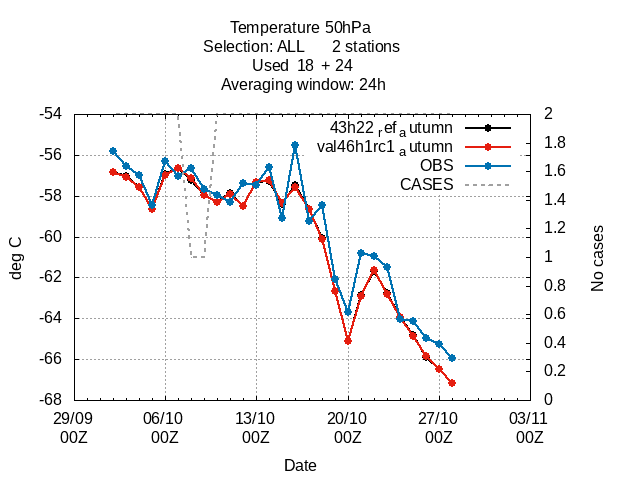 Temperature 50hPa
Selection: ALL 2 stations
Used 18 + 24
Averaging window: 24h
43h22 ref a utumn
val46h1rc1 a utumn
OBS
CASES
-54
-56
-58
-60
-62
-64
-66
-68
deg C
2
1.8
1.6
1.4
1.2
1
0.8
0.6
0.4
0.2
0
No cases
29/09 06/10 13/10 20/10 27/10 03/11
00Z 00Z 00Z 00Z 00Z 00Z
Date